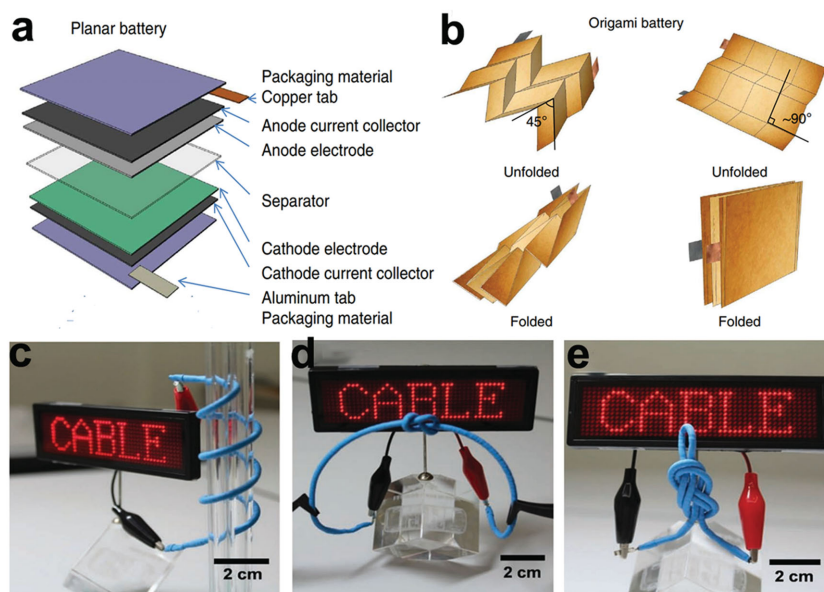 a
Planar battery
Packaging material
Copper tab
Anode current collector
Anode electrode
Separator
Cathode electrode
Cathode current collector
Aluminum tab
Packaging material
b
Origami battery
45°
~90°
Unfolded
Unfolded
Folded
Folded
c
CABLE
2 cm
d
CABLE
2 cm
e
CABLE
2 cm